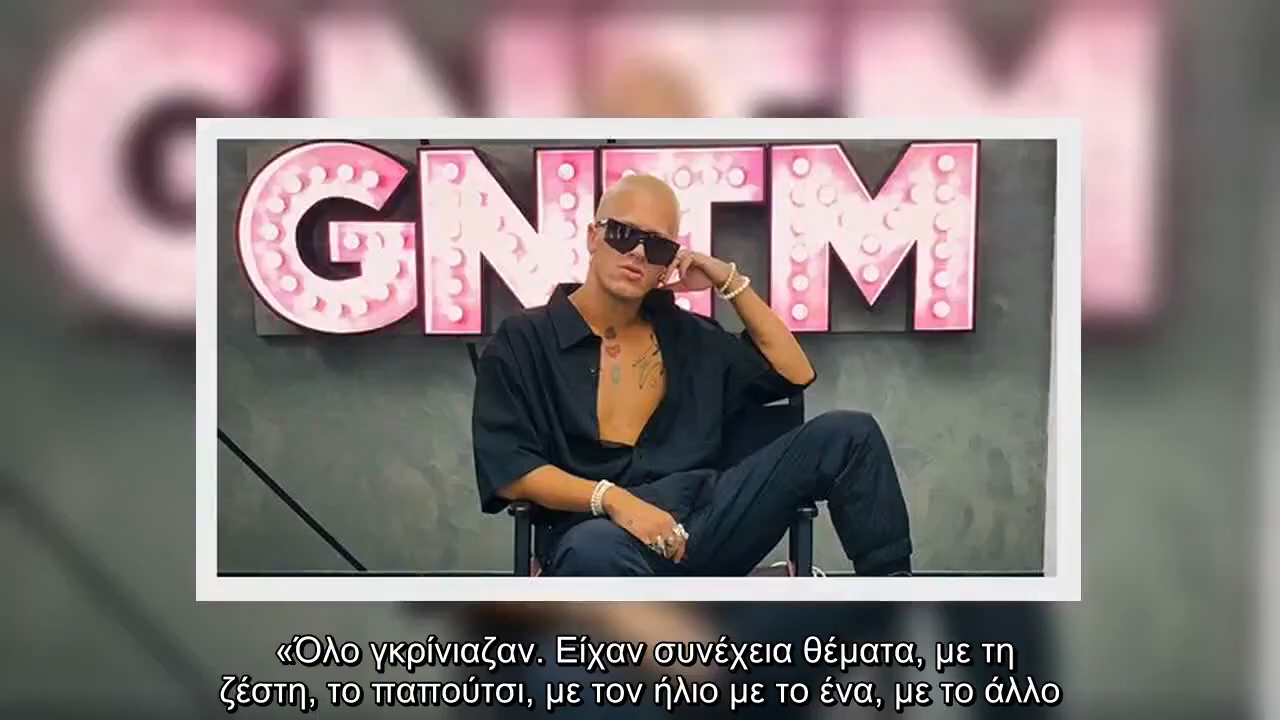 GNTM
«Όλο γκρίνιαζαν. Είχαν συνέχεια θέματα, με τη
ζέστη, το παπούτσι, με τον ήλιο με το ένα, με το άλλο